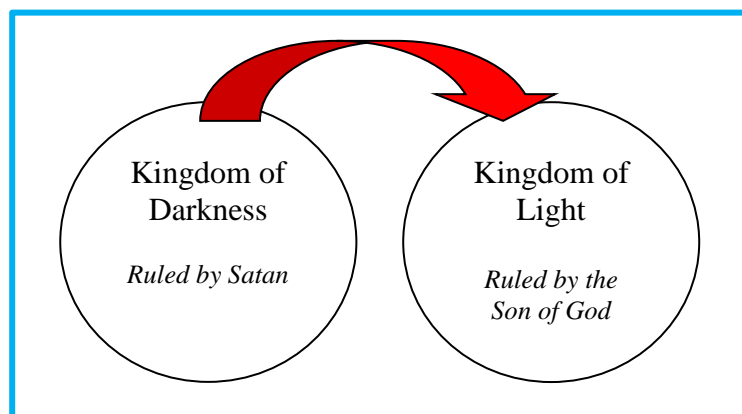 Kingdom of
Darkness
Ruled by Satan
Kingdom of
Light
Ruled by the
Son of God